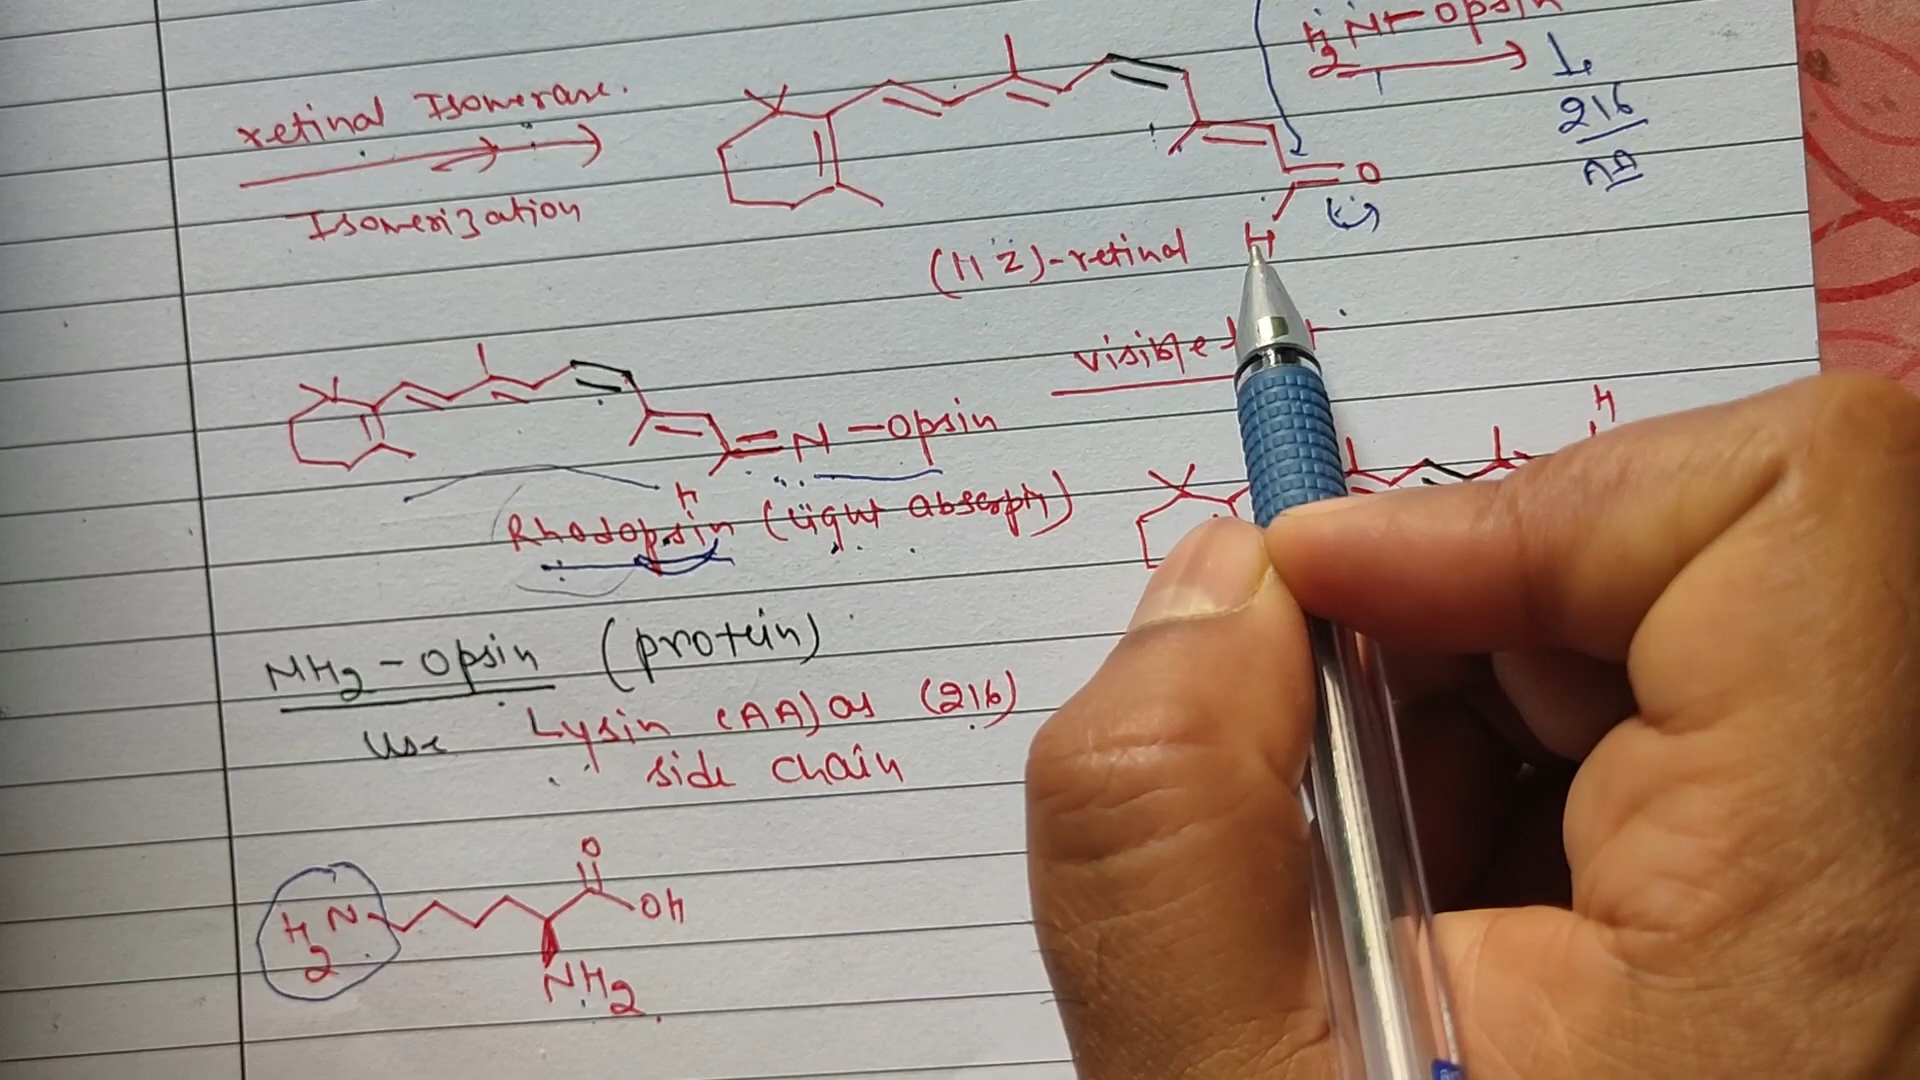 retinal Isomerase.
Isomerization
H2N-opsin
216
AA
O
H
(11 Z)-retinal
visible
N-opsin
H
Rhodopsin (Light Absorph)
H
NH2-opsin (protein)
Use Lysin (AA) as (216)
side chain
O
H2N
OH
NH2